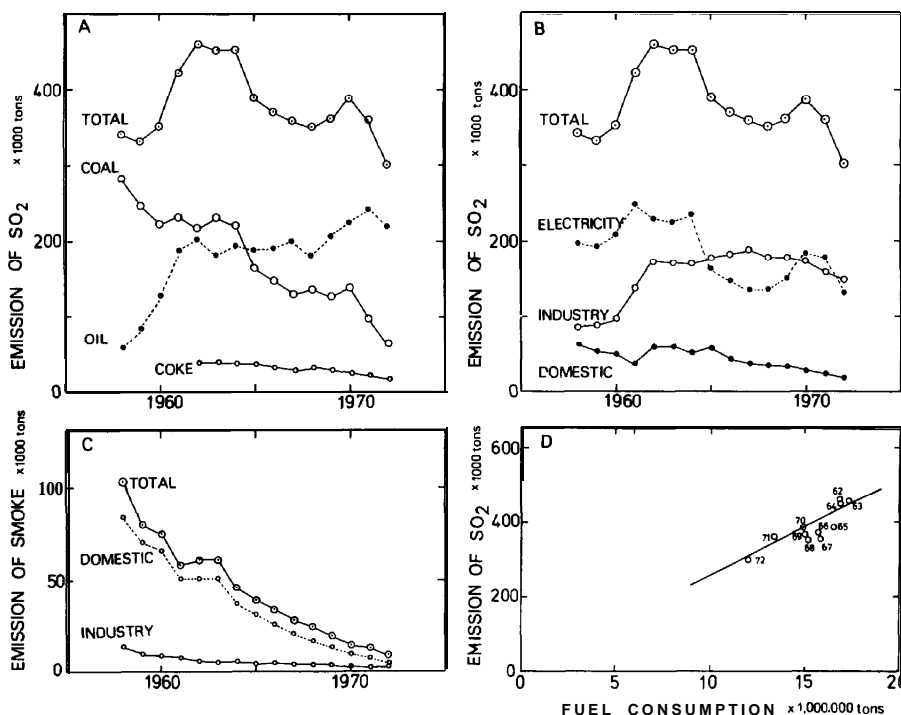 A
EMISSION OF SO2 × 1000 tons
400
200
0
TOTAL
COAL
OIL
COKE
1960 1970
B
EMISSION OF SO2 × 1000 tons
400
200
0
TOTAL
ELECTRICITY
INDUSTRY
DOMESTIC
1960 1970
C
EMISSION OF SMOKE ×1000 tons
100
50
0
TOTAL
DOMESTIC
INDUSTRY
1960 1970
D
EMISSION OF SO2 × 1000 tons
600
400
200
0
62
64 63
70 66 65
71 69
68 67
72
0 5 10 15 20
FUEL CONSUMPTION × 1,000.000 tons